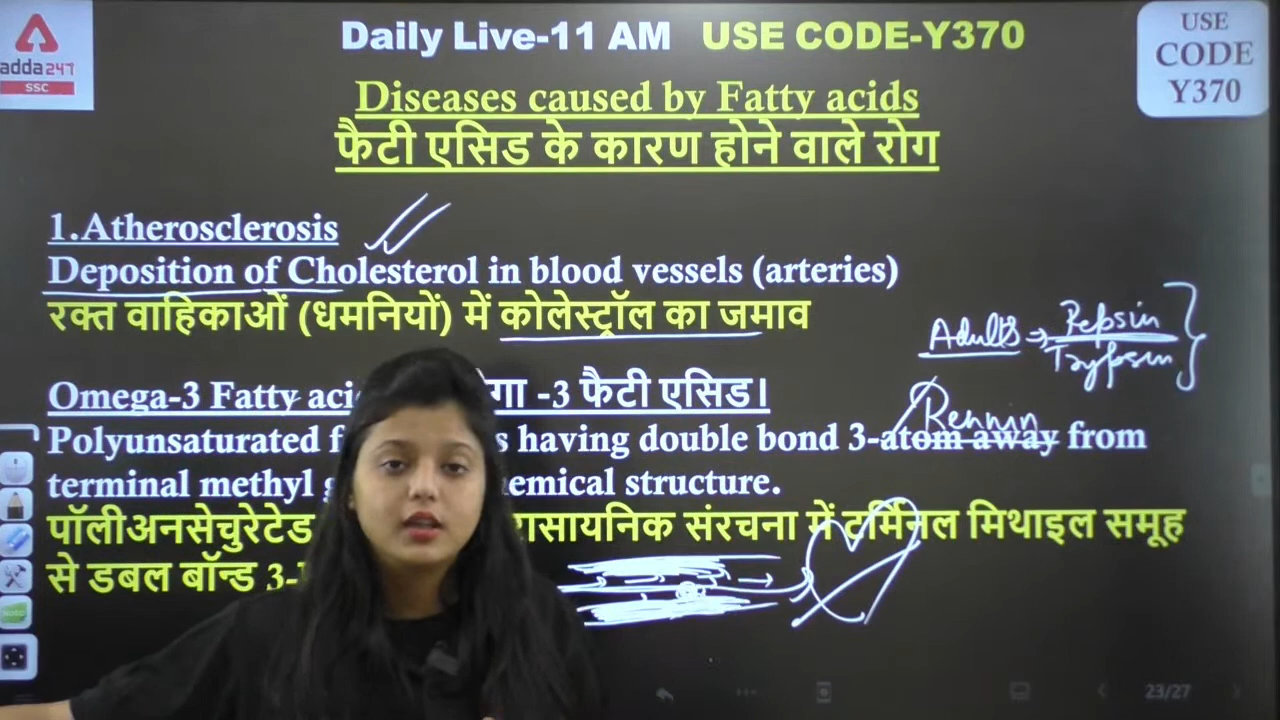 adda247
SSC
Daily Live-11 AM USE CODE-Y370
USE
CODE
Y370
Diseases caused by Fatty acids
फैटी एसिड के कारण होने वाले रोग
1.Atherosclerosis
Deposition of Cholesterol in blood vessels (arteries)
रक्त वाहिकाओं (धमनियों) में कोलेस्ट्रॉल का जमाव
Adults → Pepsin
Trypsin
Rennin
Omega-3 Fatty -3 फैटी एसिड।
Polyunsaturated having double bond 3-atom away from
terminal methyl chemical structure.
पॉलीअनसेचुरेटेड रासायनिक संरचना में टर्मिनल मिथाइल समूह
से डबल बॉन्ड 3-
23/27